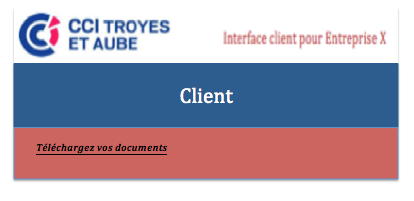 CCI TROYES
ET AUBE
Interface client pour Entreprise X
Client
Téléchargez vos documents